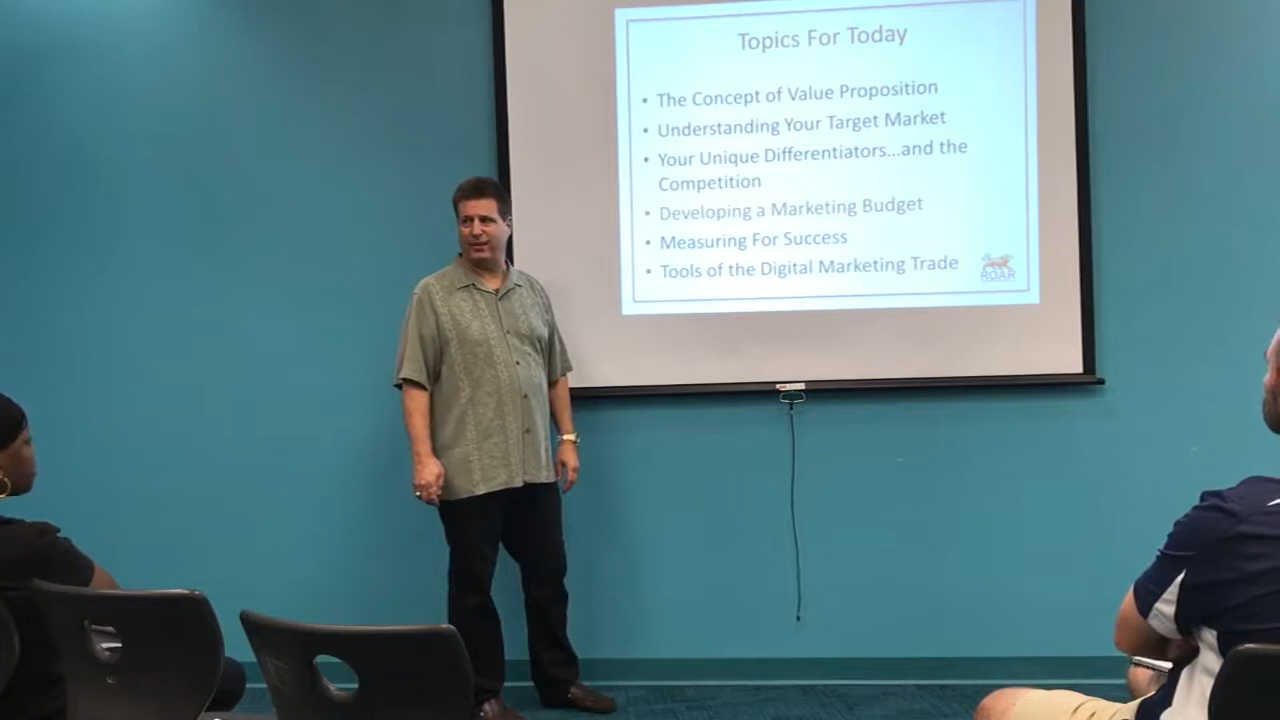 Topics For Today
• The Concept of Value Proposition
• Understanding Your Target Market
• Your Unique Differentiators...and the
Competition
• Developing a Marketing Budget
• Measuring For Success
• Tools of the Digital Marketing Trade
ROAR